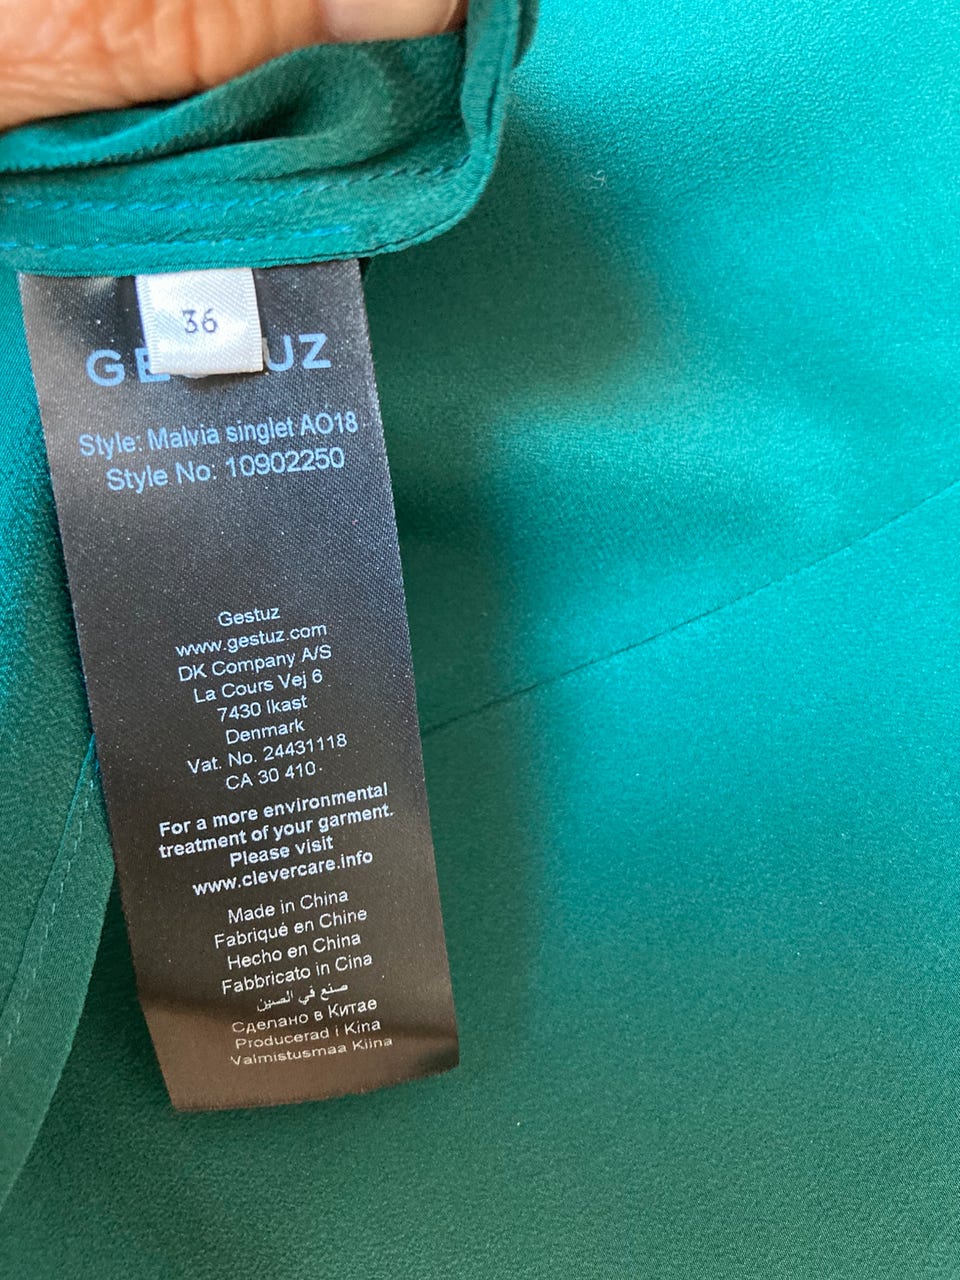 36
GE UZ
Style: Malvia singlet AO18
Style No: 10902250
Gestuz
www.gestuz.com
DK Company A/S
La Cours Vej 6
7430 Ikast
Denmark
Vat. No. 24431118
CA 30 410.
For a more environmental
treatment of your garment.
Please visit
www.clevercare.info
Made in China
Fabriqué en Chine
Hecho en China
Fabbricato in Cina
صنع في الصين
Сделано в Китае
Producerad i Kina
Valmistusmaa Kiina